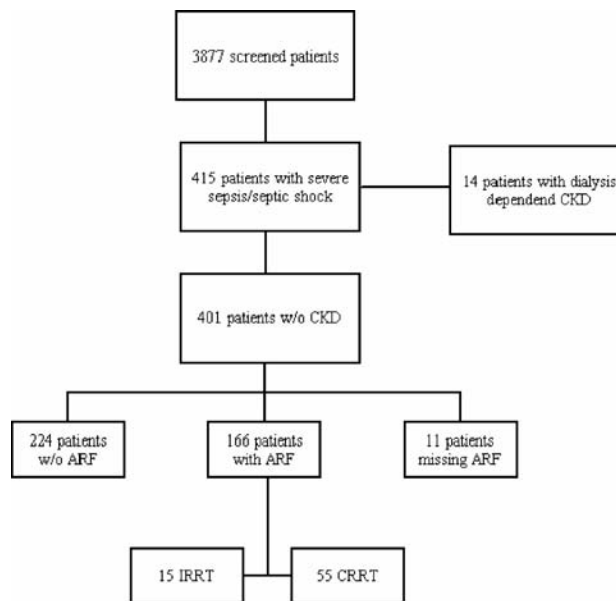 3877 screened patients
415 patients with severe
sepsis/septic shock
14 patients with dialysis
dependend CKD
401 patients w/o CKD
224 patients
w/o ARF
166 patients
with ARF
11 patients
missing ARF
15 IRRT
55 CRRT